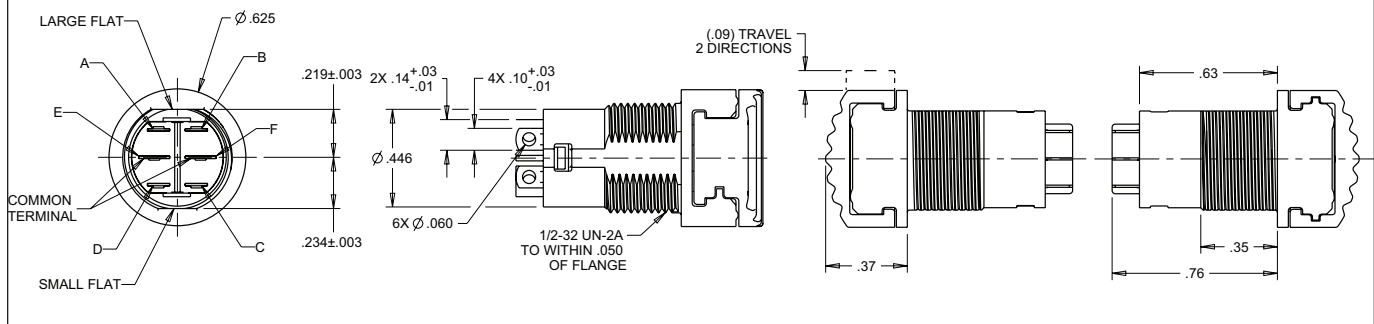 LARGE FLAT
Ø .625
A
B
.219±.003
E
F
COMMON
TERMINAL
D
C
.234±.003
SMALL FLAT
2X .14 +.03
-.01
4X .10 +.03
-.01
Ø .446
6X Ø .060
1/2-32 UN-2A
TO WITHIN .050
OF FLANGE
(.09) TRAVEL
2 DIRECTIONS
.37
.63
.35
.76